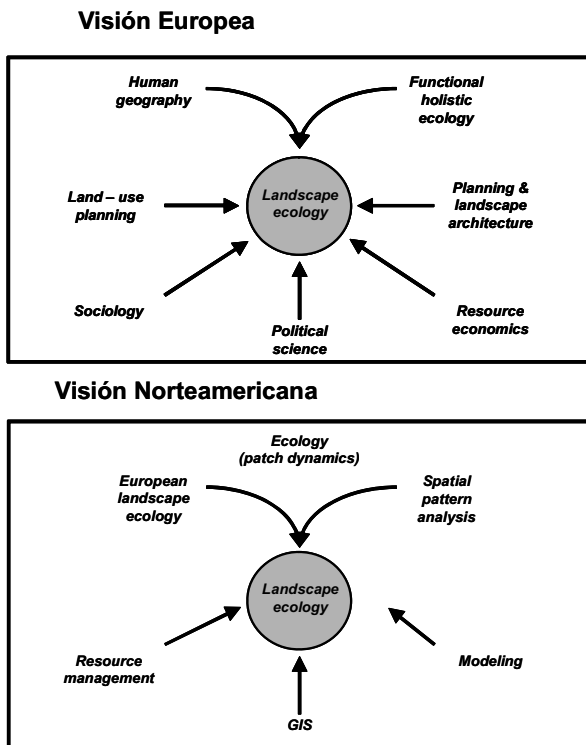 Visión Europea
Human
geography
Functional
holistic
ecology
Land – use
planning
Landscape
ecology
Planning &
landscape
architecture
Sociology
Political
science
Resource
economics
Visión Norteamericana
Ecology
(patch dynamics)
European
landscape
ecology
Spatial
pattern
analysis
Landscape
ecology
Resource
management
Modeling
GIS